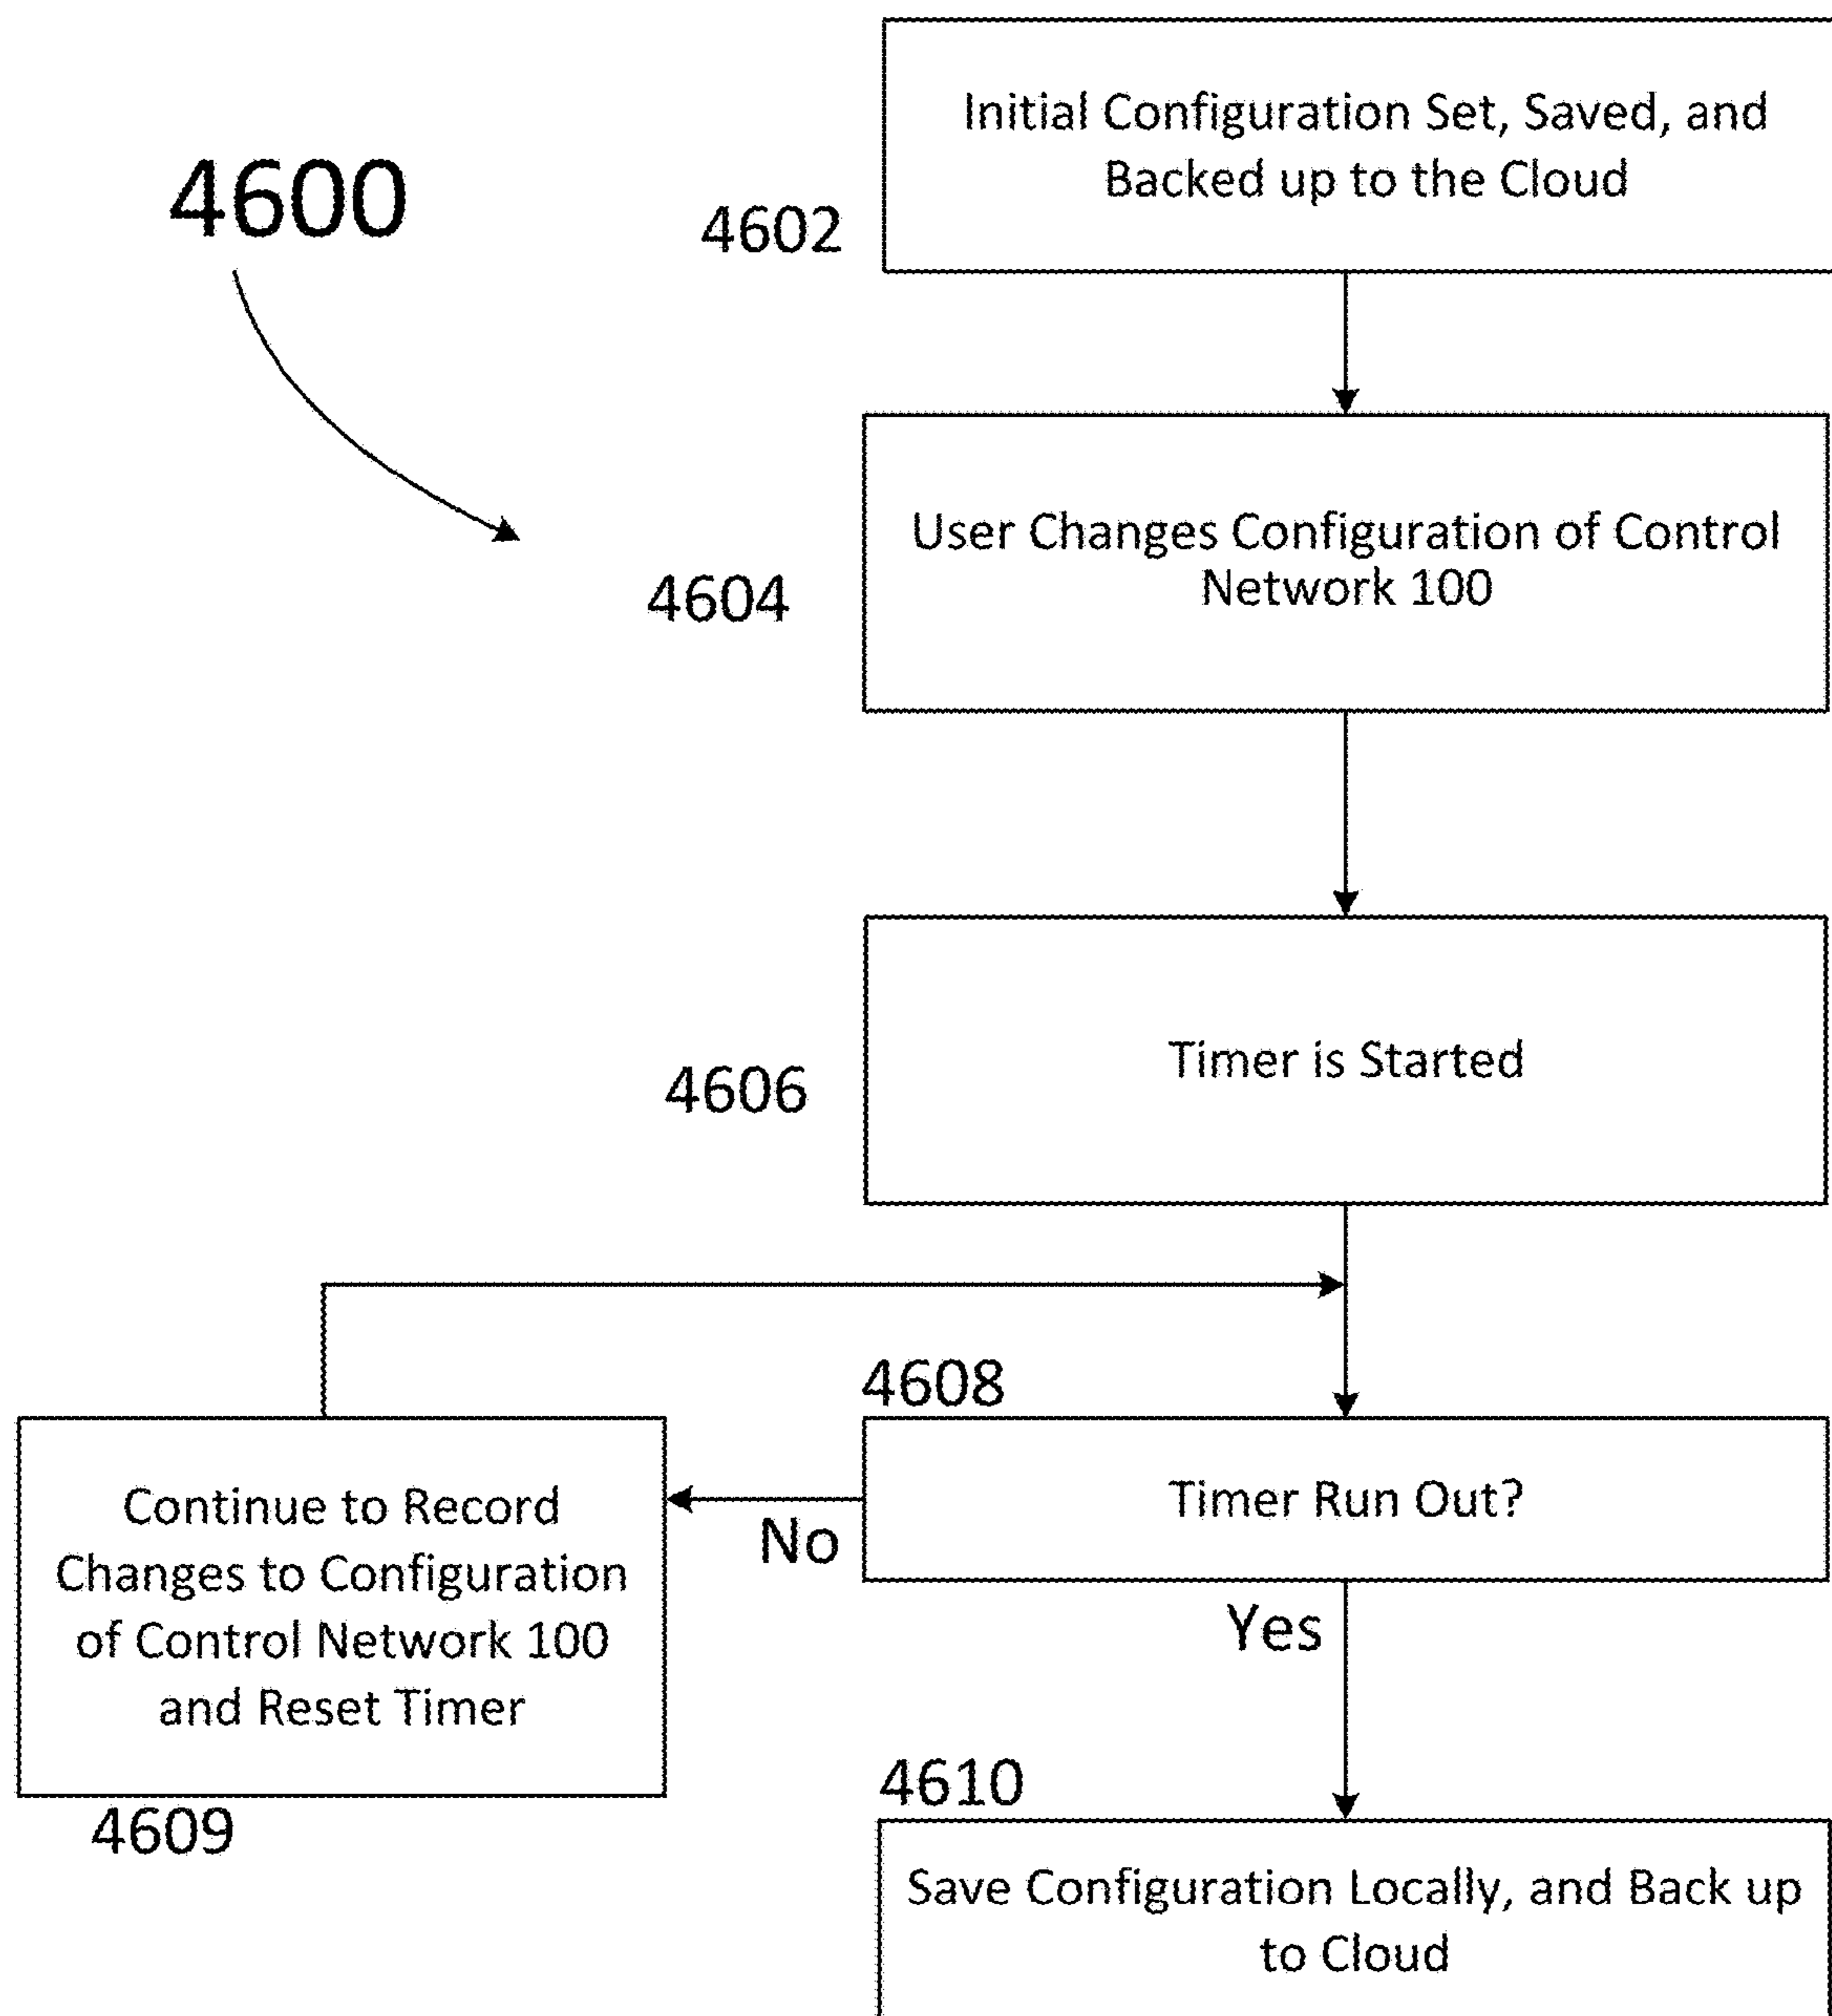 Initial Configuration Set, Saved, and
Backed up to the Cloud
4600
4602
User Changes Configuration of Control
Network 100
4604
Timer is Started
4606
4608
Timer Run Out?
No
Yes
Continue to Record
Changes to Configuration
of Control Network 100
and Reset Timer
4609
4610
Save Configuration Locally, and Back up
to Cloud